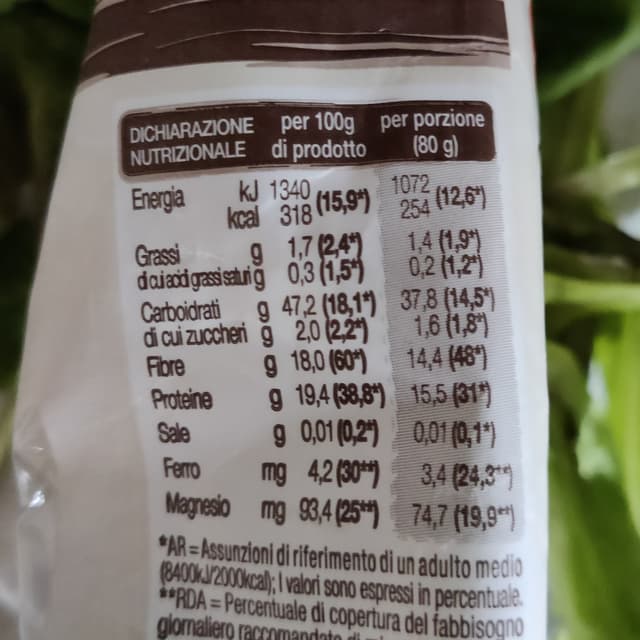 DICHIARAZIONE NUTRIZIONALE per 100g di prodotto per porzione (80 g)
Energia kJ 1340 kcal 318 (15,9*) 1072 254 (12,6*)
Grassi g 1,7 (2,4*) 1,4 (1,9*)
di cui acidi grassi saturi g 0,3 (1,5*) 0,2 (1,2*)
Carboidrati g 47,2 (18,1*) 37,8 (14,5*)
di cui zuccheri g 2,0 (2,2*) 1,6 (1,8*)
Fibre g 18,0 (60*) 14,4 (48*)
Proteine g 19,4 (38,8*) 15,5 (31*)
Sale g 0,01 (0,2*) 0,01 (0,1*)
Ferro mg 4,2 (30**) 3,4 (24,3**)
Magnesio mg 93,4 (25**) 74,7 (19,9**)
*AR = Assunzioni di riferimento di un adulto medio
(8400kJ/2000kcal); I valori sono espressi in percentuale.
**RDA = Percentuale di copertura del fabbisogno
giornaliero raccomandato di